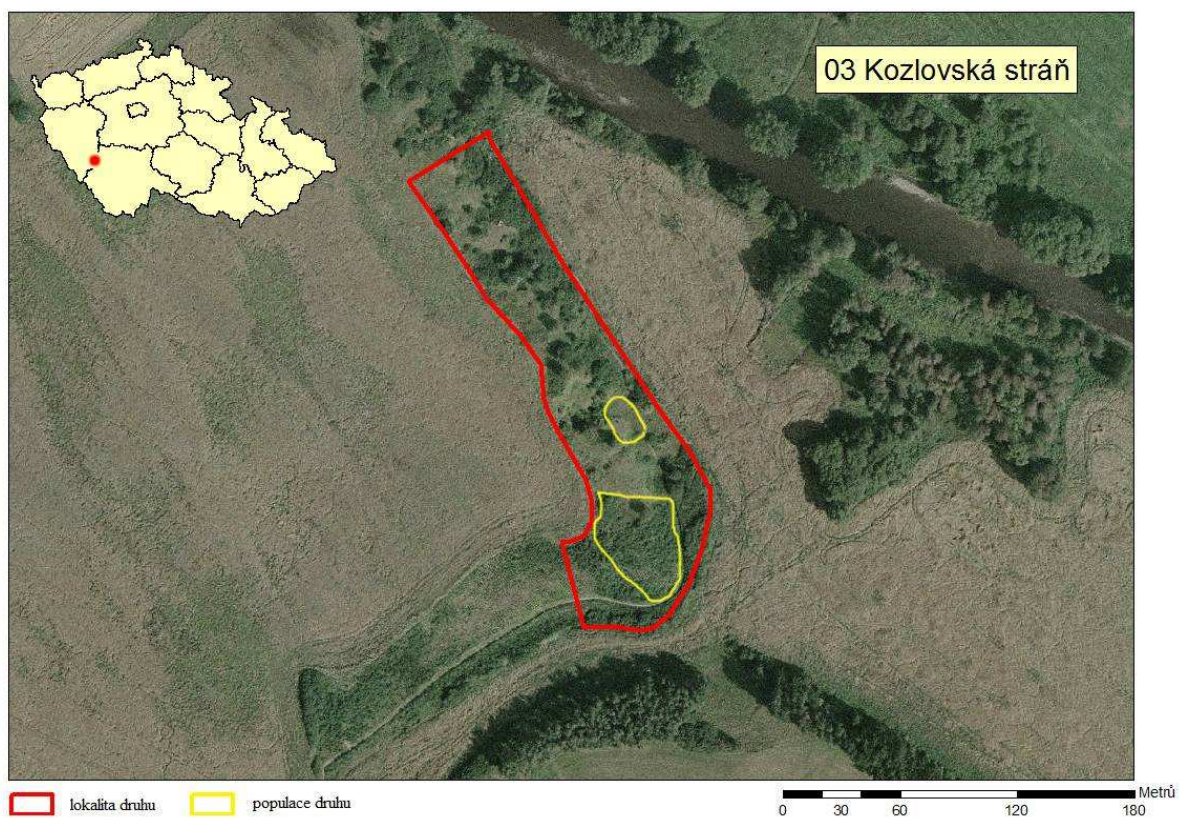 03 Kozlovská stráň
lokalita druhu
populace druhu
Metrů
0 30 60 120 180